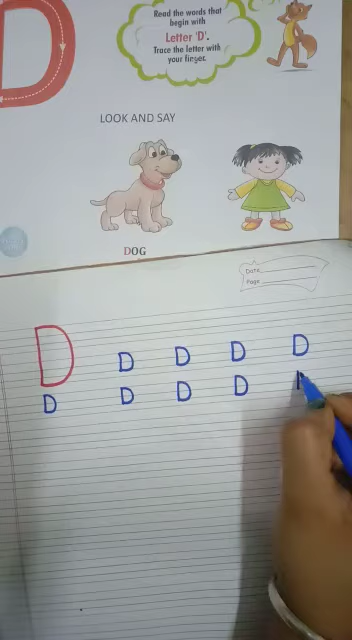 D
Read the words that
begin with
Letter 'D'.
Trace the letter with
your finger.
LOOK AND SAY
DOG
Date
Page
D D D D D
D D D D